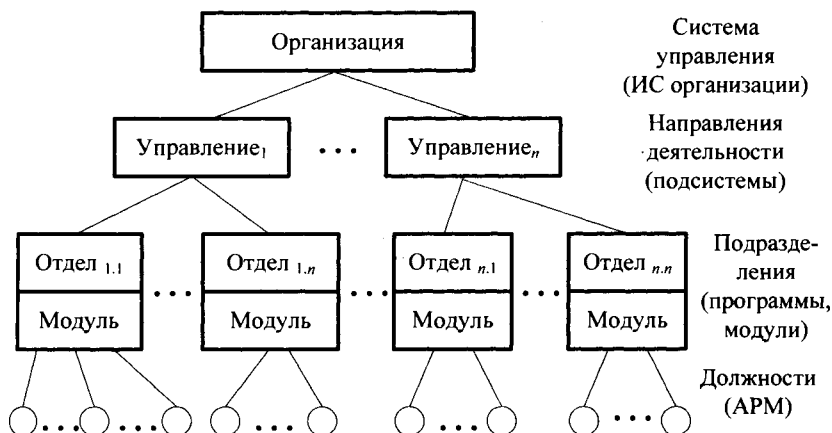 Организация
Система
управления
(ИС организации)
Управление1 ... Управлениеn
Направления
деятельности
(подсистемы)
Отдел 1.1 ... Отдел 1.n ... Отдел n.1 ... Отдел n.n
Модуль Модуль Модуль Модуль
Подразде-
ления
(программы,
модули)
Должности
(АРМ)